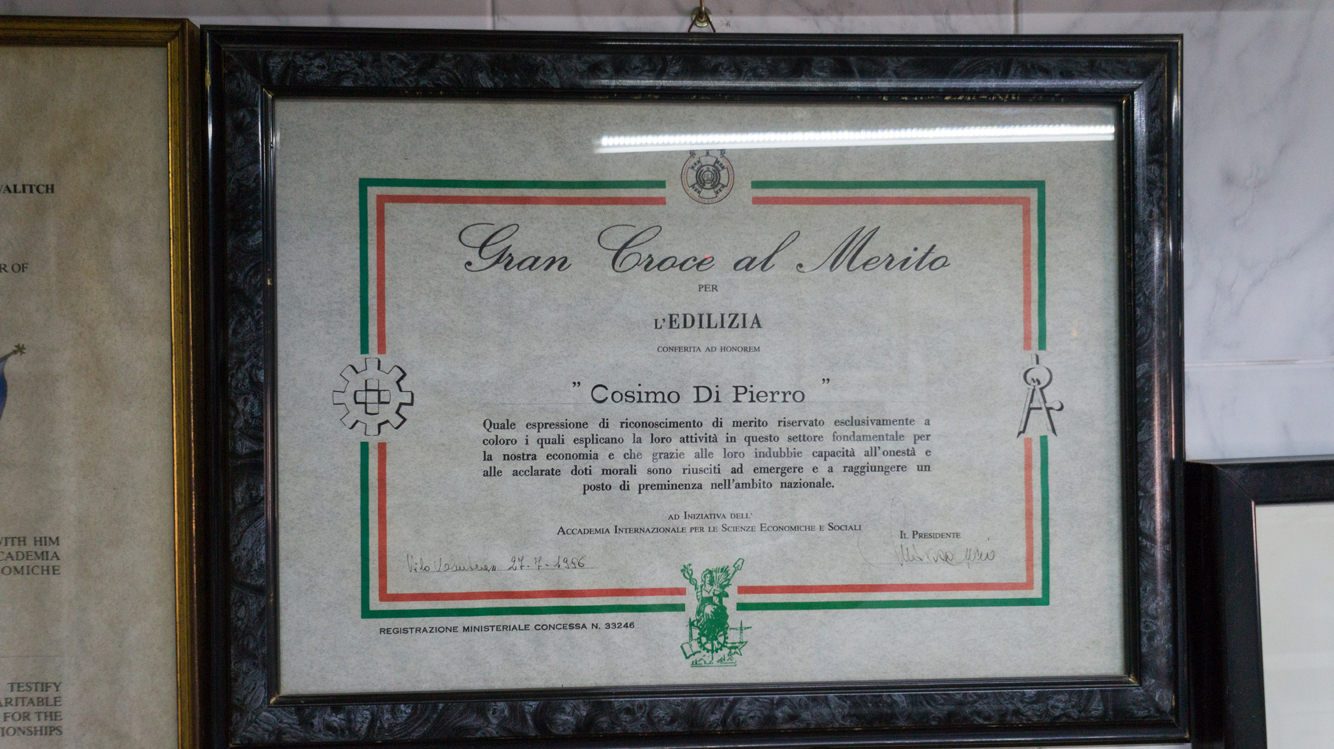 VALITCH
R OF
WITH HIM
CADEMIA
OMICHE
TESTIFY
ARITABLE
FOR THE
IONSHIPS
Gran Croce al Merito
PER
L'EDILIZIA
CONFERITA AD HONOREM
" Cosimo Di Pierro "
Quale espressione di riconoscimento di merito riservato esclusivamente a
coloro i quali esplicano la loro attività in questo settore fondamentale per
la nostra economia e che grazie alle loro indubbie capacità all'onestà e
alle acclarate doti morali sono riusciti ad emergere e a raggiungere un
posto di preminenza nell'ambito nazionale.
AD INIZIATIVA DELL'
ACCADEMIA INTERNAZIONALE PER LE SCIENZE ECONOMICHE E SOCIALI
IL PRESIDENTE
27-7-1986
REGISTRAZIONE MINISTERIALE CONCESSA N. 33246